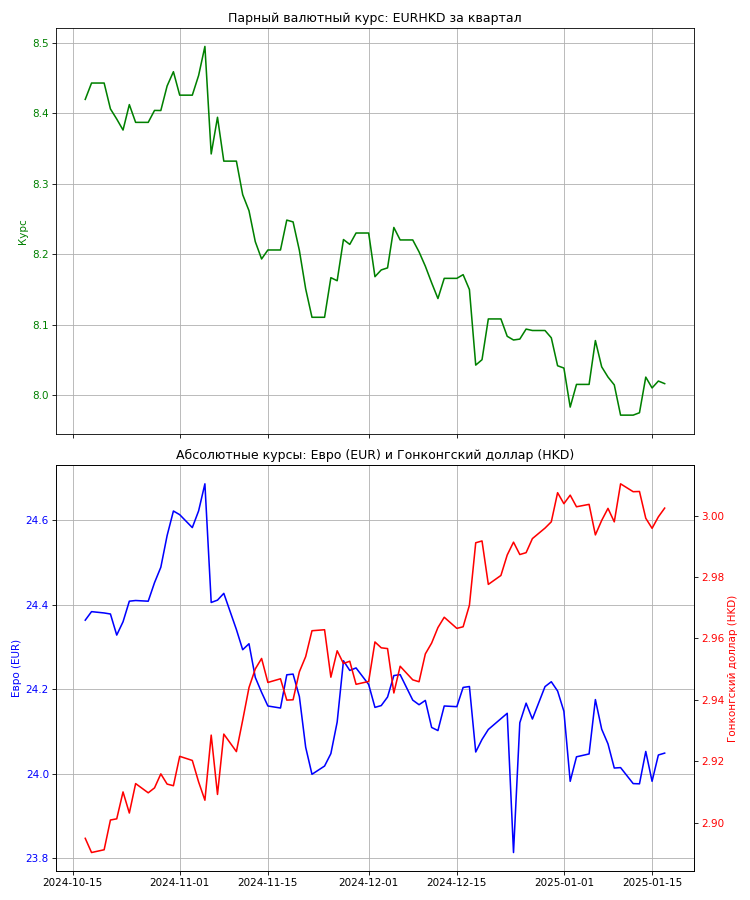 Парный валютный курс: EURHKD за квартал
8.5
8.4
8.3
8.2
8.1
8.0
Курс
Абсолютные курсы: Евро (EUR) и Гонконгский доллар (HKD)
24.6
24.4
24.2
24.0
23.8
Евро (EUR)
3.00
2.98
2.96
2.94
2.92
2.90
Гонконгский доллар (HKD)
2024-10-15 2024-11-01 2024-11-15 2024-12-01 2024-12-15 2025-01-01 2025-01-15